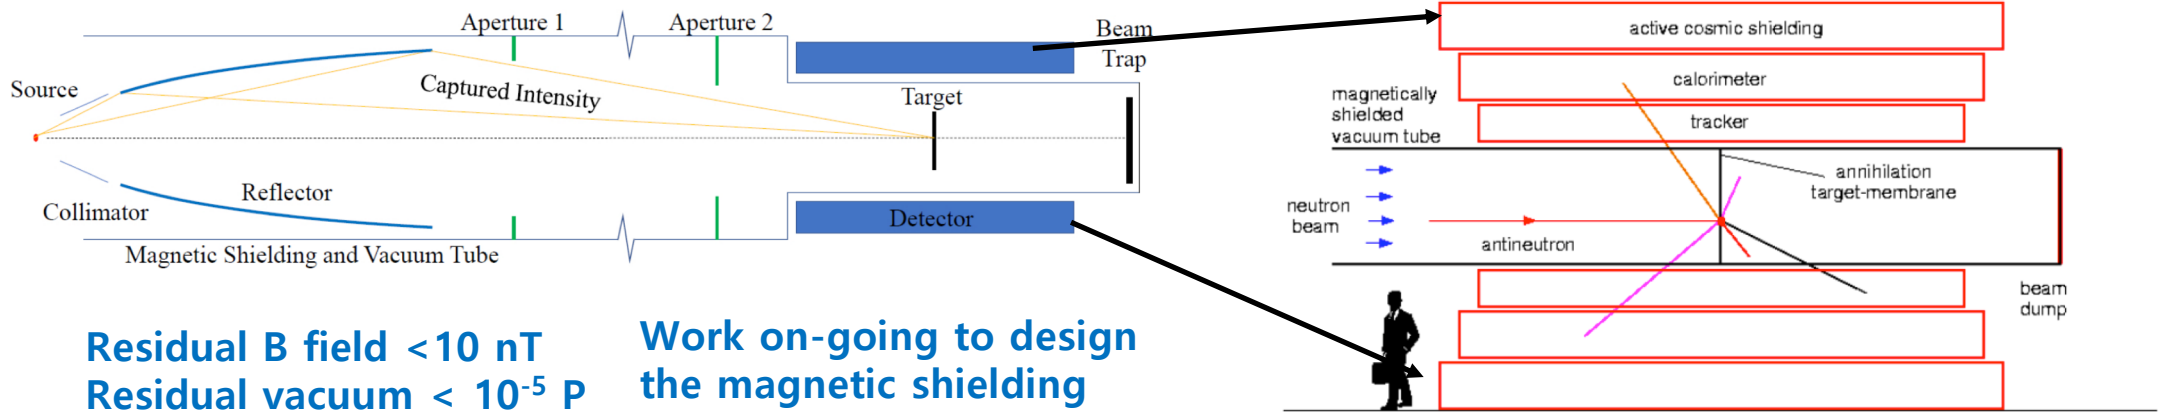 Aperture 1
Aperture 2
Beam
Trap
Source
Captured Intensity
Target
Reflector
Collimator
Detector
Magnetic Shielding and Vacuum Tube
Residual B field <10 nT
Residual vacuum < 10⁻⁵ P
Work on-going to design
the magnetic shielding
active cosmic shielding
calorimeter
tracker
magnetically
shielded
vacuum tube
annihilation
target-membrane
neutron
beam
antineutron
beam
dump